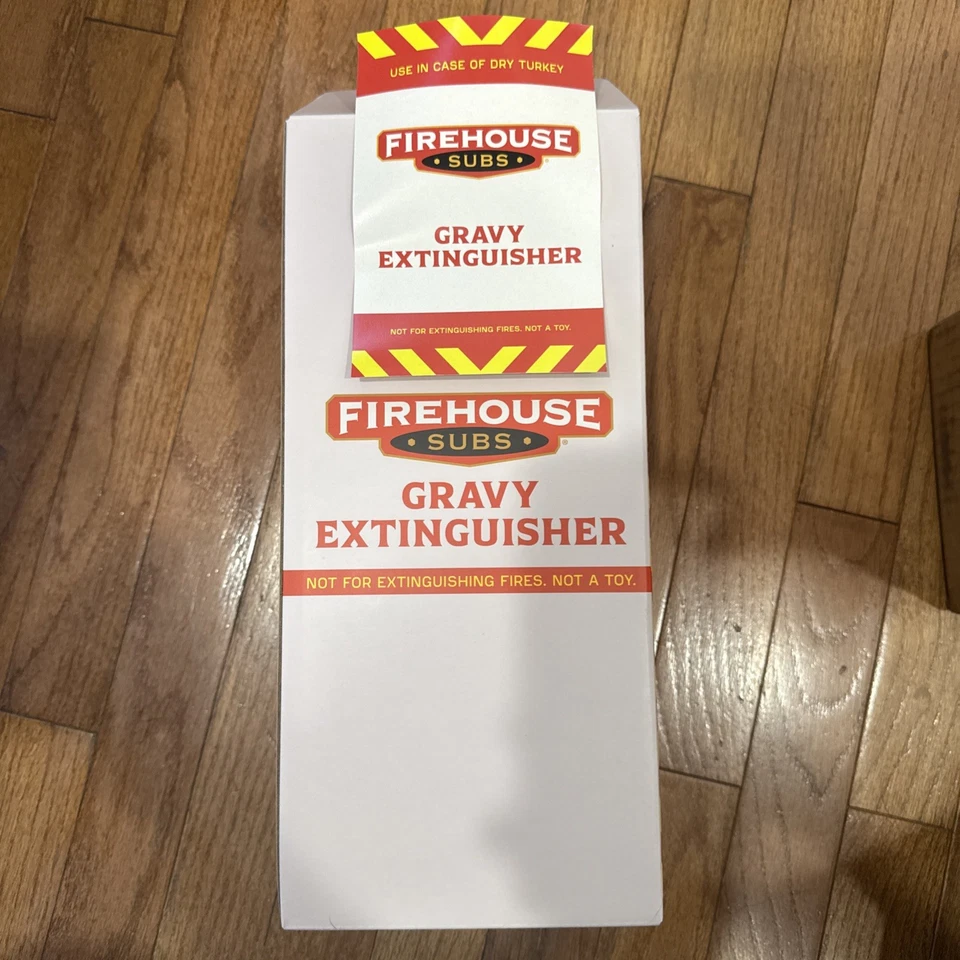 USE IN CASE OF DRY TURKEY
FIREHOUSE
• SUBS •
GRAVY
EXTINGUISHER
NOT FOR EXTINGUISHING FIRES. NOT A TOY.
FIREHOUSE
• SUBS •
GRAVY
EXTINGUISHER
NOT FOR EXTINGUISHING FIRES. NOT A TOY.